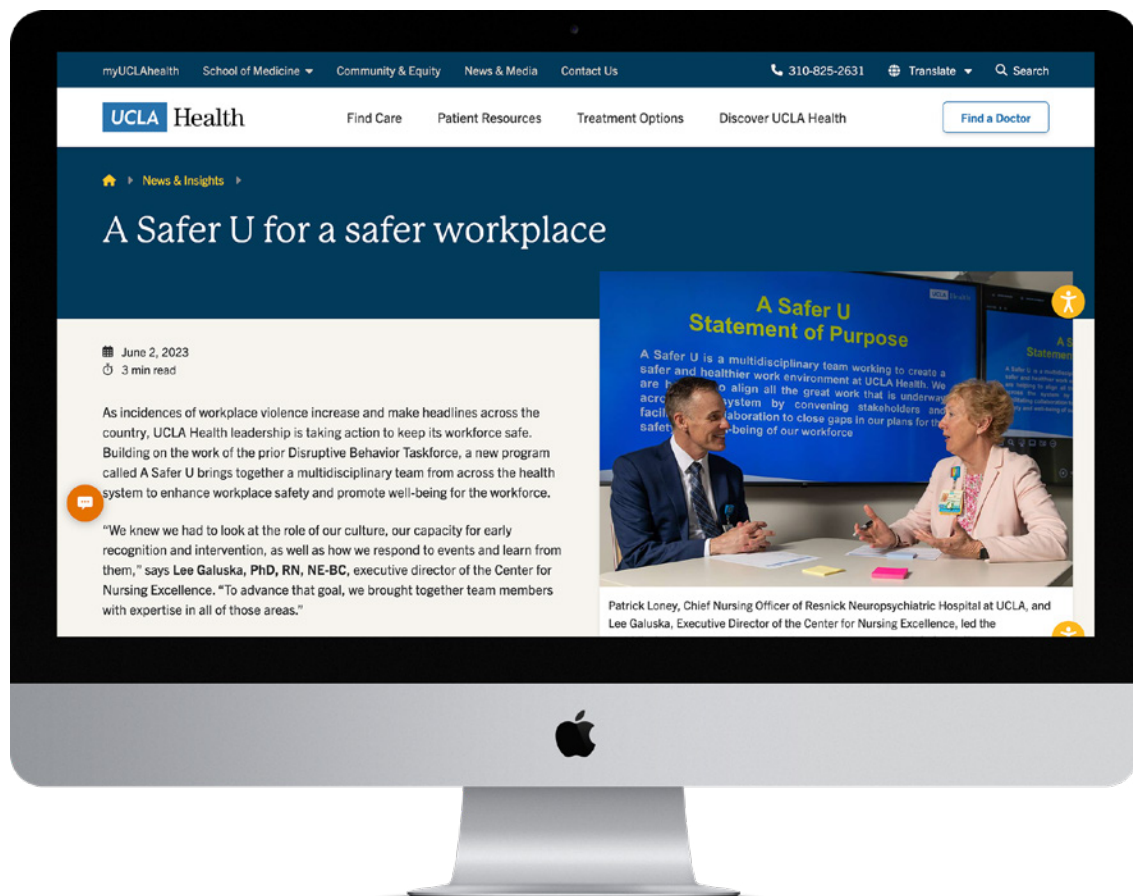 myUCLAhealth School of Medicine Community & Equity News & Media Contact Us 310-825-2631 Translate Search
UCLA Health Find Care Patient Resources Treatment Options Discover UCLA Health Find a Doctor
News & Insights
A Safer U for a safer workplace
June 2, 2023
3 min read
As incidences of workplace violence increase and make headlines across the
country, UCLA Health leadership is taking action to keep its workforce safe.
Building on the work of the prior Disruptive Behavior Taskforce, a new program
called A Safer U brings together a multidisciplinary team from across the health
system to enhance workplace safety and promote well-being for the workforce.
“We knew we had to look at the role of our culture, our capacity for early
recognition and intervention, as well as how we respond to events and learn from
them,” says Lee Galuska, PhD, RN, NE-BC, executive director of the Center for
Nursing Excellence. “To advance that goal, we brought together team members
with expertise in all of those areas.”
UCLA Health
A Safer U
Statement of Purpose
A Safer U is a multidisciplinary team working to create a
safer and healthier work environment at UCLA Health. We
are to align all the great work that is underway
system by convening stakeholders and
to close gaps in our plans for the
being of our workforce
Patrick Loney, Chief Nursing Officer of Resnick Neuropsychiatric Hospital at UCLA, and
Lee Galuska, Executive Director of the Center for Nursing Excellence, led the